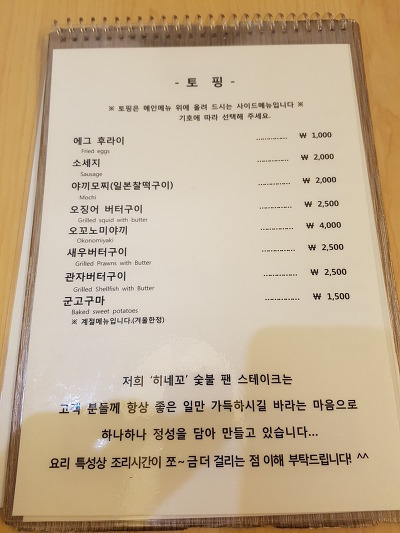 - 토 핑 -
※ 토핑은 메인메뉴 위에 올려 드시는 사이드메뉴입니다 ※
기호에 따라 선택해 주세요.
에그 후라이 ............... ₩ 1,000
Fried eggs
소세지 ............... ₩ 2,000
Sausage
야끼모찌(일본찰떡구이) ............... ₩ 2,000
Mochi
오징어 버터구이 ............... ₩ 2,500
Grilled squid with butter
오꼬노미야끼 ............... ₩ 4,000
Okonomiyaki
새우버터구이 ............... ₩ 2,500
Grilled Prawns with Butter
관자버터구이 ............... ₩ 2,500
Grilled Shellfish with Butter
군고구마 ............... ₩ 1,500
Baked sweet potatoes
※ 계절메뉴입니다.(겨울한정)
저희 '히네꼬' 숯불 팬 스테이크는
고객 분들께 항상 좋은 일만 가득하시길 바라는 마음으로
하나하나 정성을 담아 만들고 있습니다...
요리 특성상 조리시간이 쪼~금 더 걸리는 점 이해 부탁드립니다! ^^